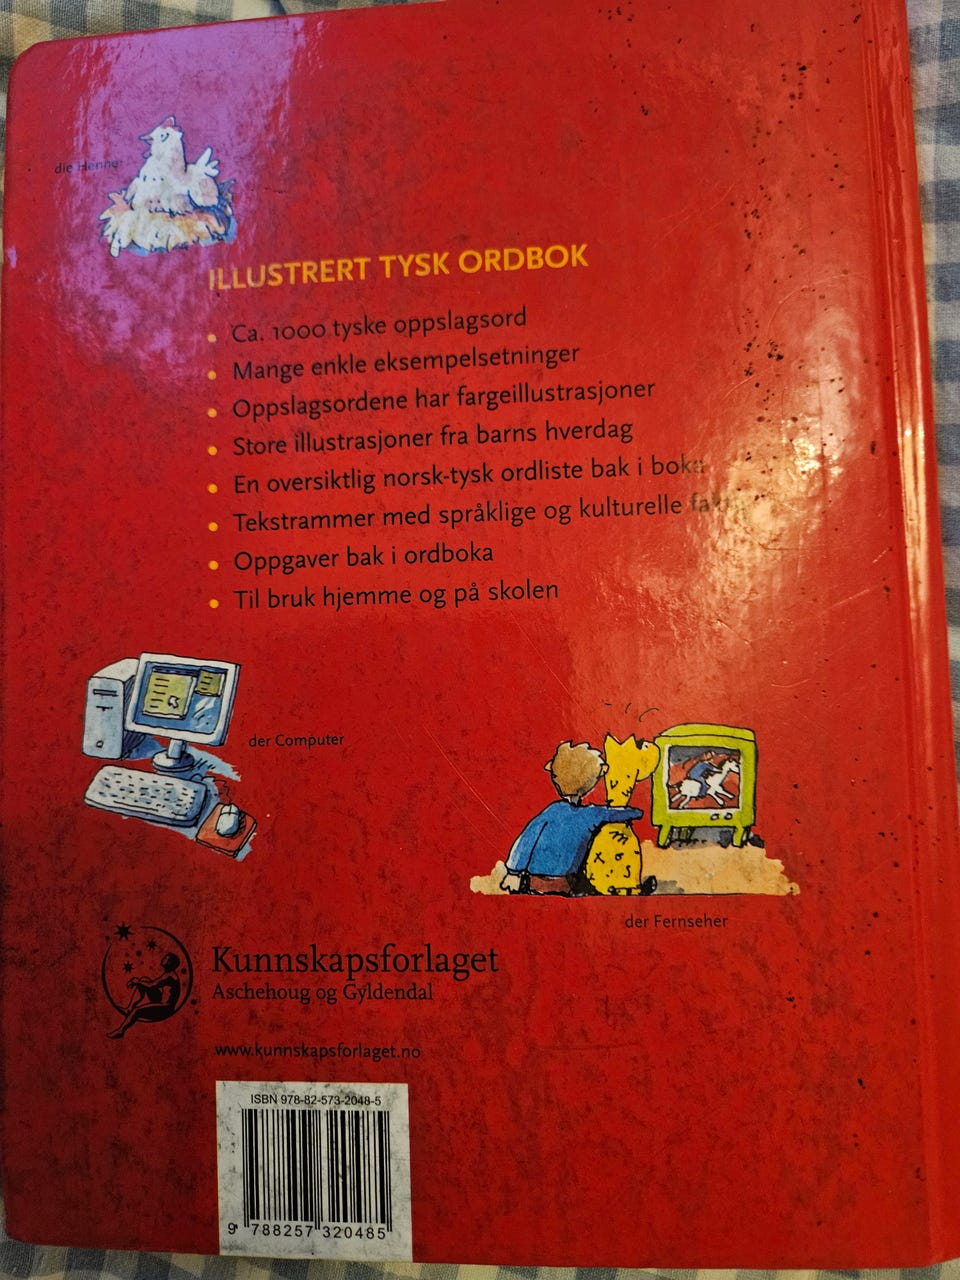 die Henne
ILLUSTRERT TYSK ORDBOK
• Ca. 1000 tyske oppslagsord
• Mange enkle eksempelsetninger
• Oppslagsordene har fargeillustrasjoner
• Store illustrasjoner fra barns hverdag
• En oversiktlig norsk-tysk ordliste bak i boka
• Tekstrammer med språklige og kulturelle fakta
• Oppgaver bak i ordboka
• Til bruk hjemme og på skolen
der Computer
der Fernseher
Kunnskapsforlaget
Aschehoug og Gyldendal
www.kunnskapsforlaget.no
ISBN 978-82-573-2048-5
9 788257 320485